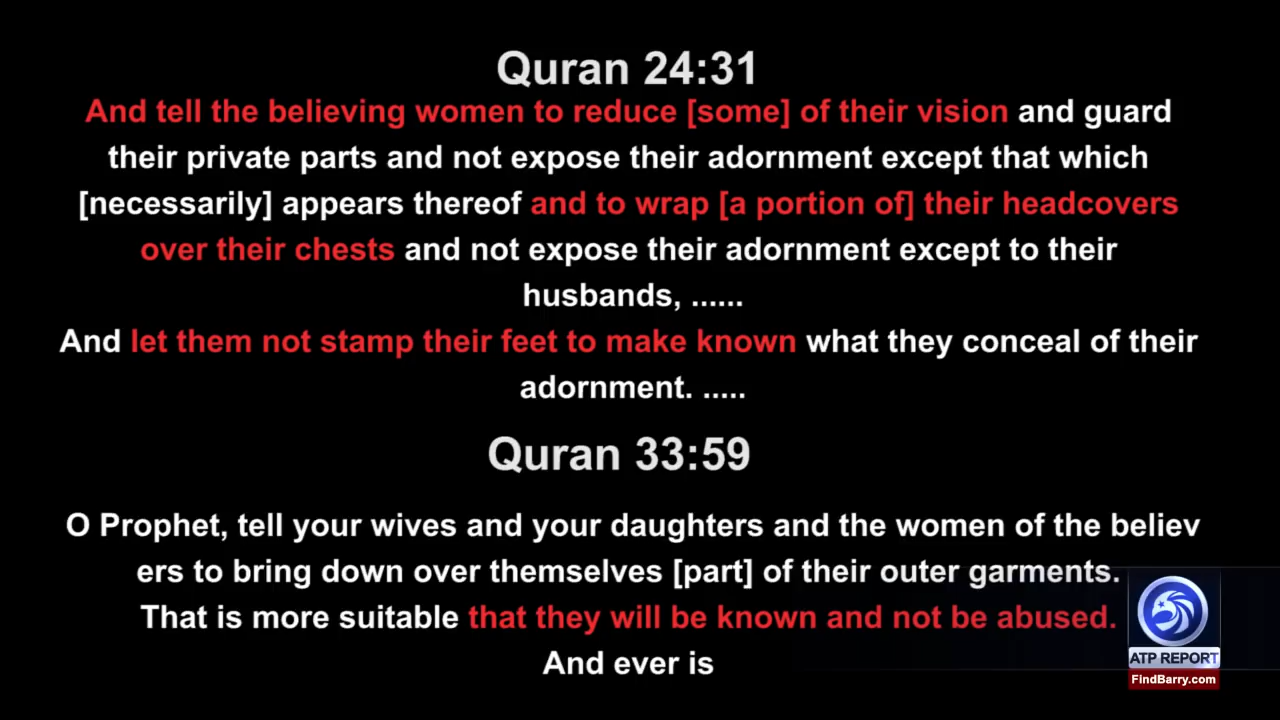 Quran 24:31
And tell the believing women to reduce [some] of their vision and guard
their private parts and not expose their adornment except that which
[necessarily] appears thereof and to wrap [a portion of] their headcovers
over their chests and not expose their adornment except to their
husbands, ......
And let them not stamp their feet to make known what they conceal of their
adornment. .....
Quran 33:59
O Prophet, tell your wives and your daughters and the women of the believ
ers to bring down over themselves [part] of their outer garments.
That is more suitable that they will be known and not be abused.
And ever is
ATP REPORT
FindBarry.com